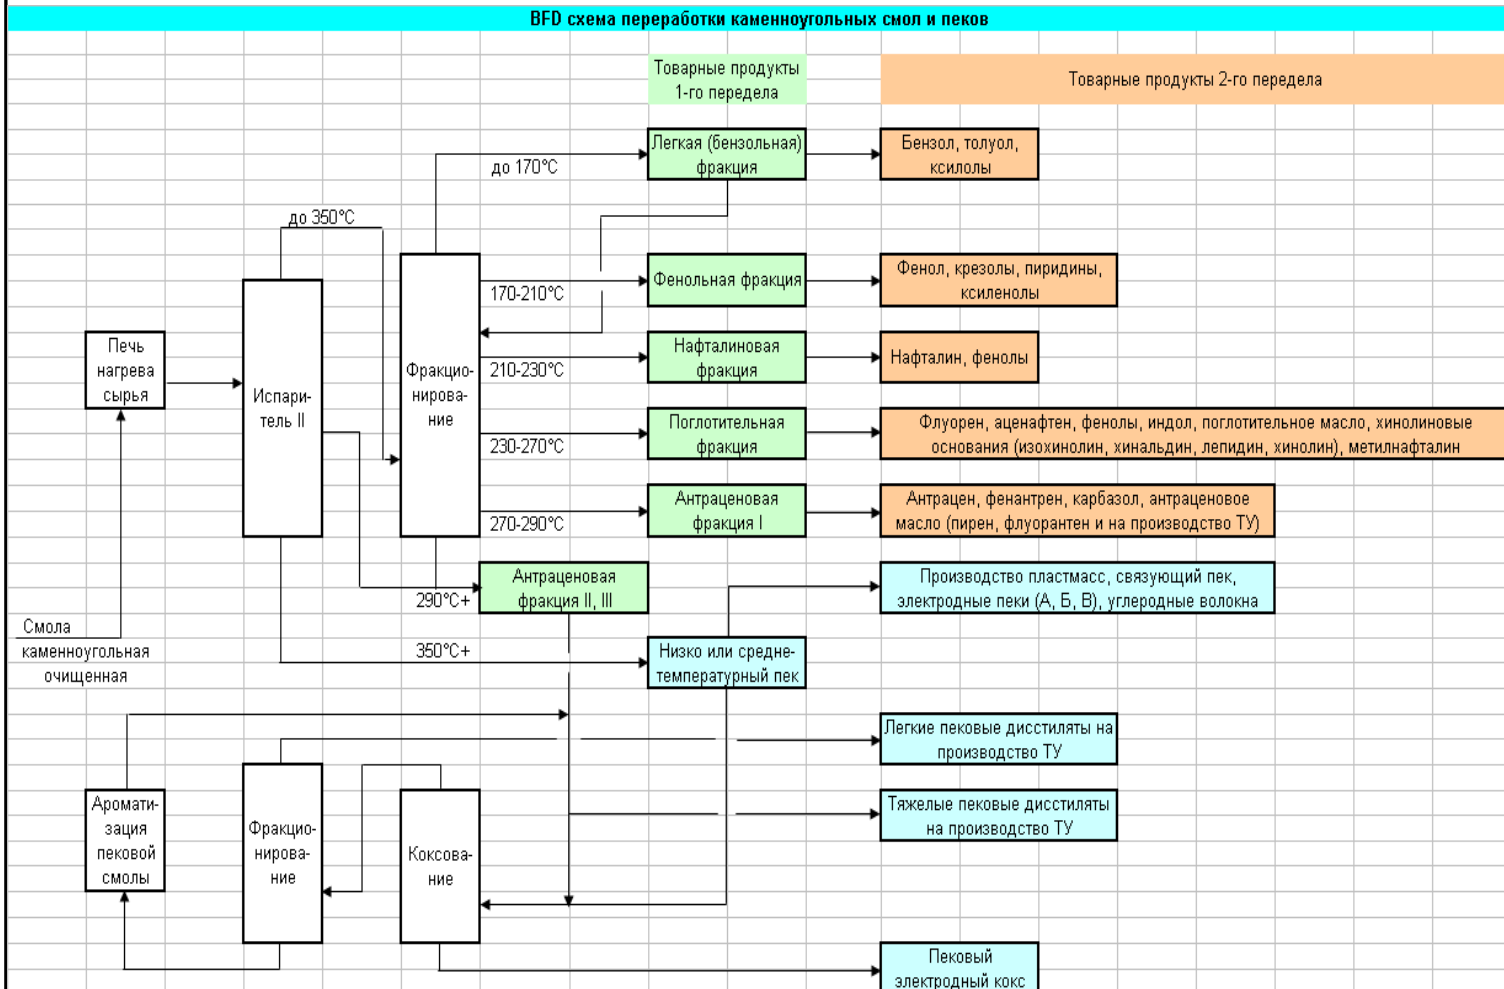 BFD схема переработки каменноугольных смол и пеков
Товарные продукты
1-го передела
Товарные продукты 2-го передела
Легкая (бензольная)
фракция
Бензол, толуол,
ксилолы
до 170°C
до 350°C
Фенольная фракция
Фенол, крезолы, пиридины,
ксиленолы
170-210°C
Печь
нагрева
сырья
Испари-
тель II
Фракцио-
нирова-
ние
Нафталиновая
фракция
Нафталин, фенолы
210-230°C
Поглотительная
фракция
Флуорен, аценафтен, фенолы, индол, поглотительное масло, хинолиновые
основания (изохинолин, хинальдин, лепидин, хинолин), метилнафталин
230-270°C
Антраценовая
фракция I
Антрацен, фенантрен, карбазол, антраценовое
масло (пирен, флуорантен и на производство ТУ)
270-290°C
Антраценовая
фракция II, III
290°C+
Производство пластмасс, связующий пек,
электродные пеки (А, Б, В), углеродные волокна
Смола
каменноугольная
очищенная
350°C+
Низко или средне-
температурный пек
Легкие пековые дисстиляты на
производство ТУ
Аромати-
зация
пековой
смолы
Фракцио-
нирова-
ние
Коксова-
ние
Тяжелые пековые дисстиляты
на производство ТУ
Пековый
электродный кокс